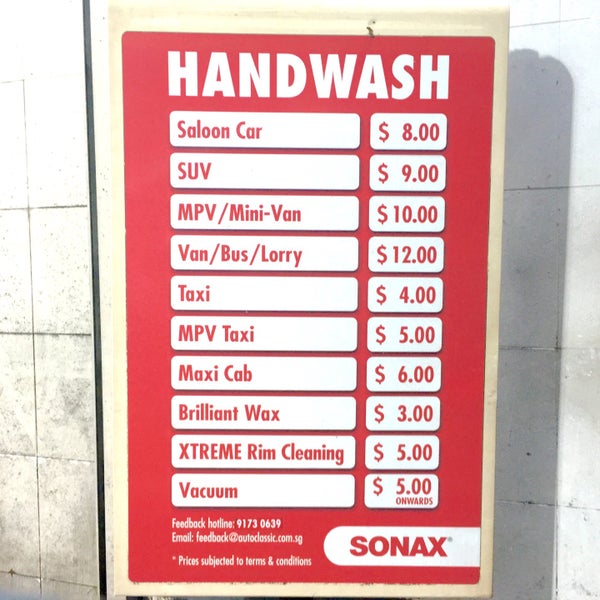 HANDWASH
Saloon Car $ 8.00
SUV $ 9.00
MPV/Mini-Van $10.00
Van/Bus/Lorry $12.00
Taxi $ 4.00
MPV Taxi $ 5.00
Maxi Cab $ 6.00
Brilliant Wax $ 3.00
XTREME Rim Cleaning $ 5.00
Vacuum $ 5.00
ONWARDS
Feedback hotline: 9173 0639
Email: feedback@autoclassic.com.sg
* Prices subjected to terms & conditions
SONAX®